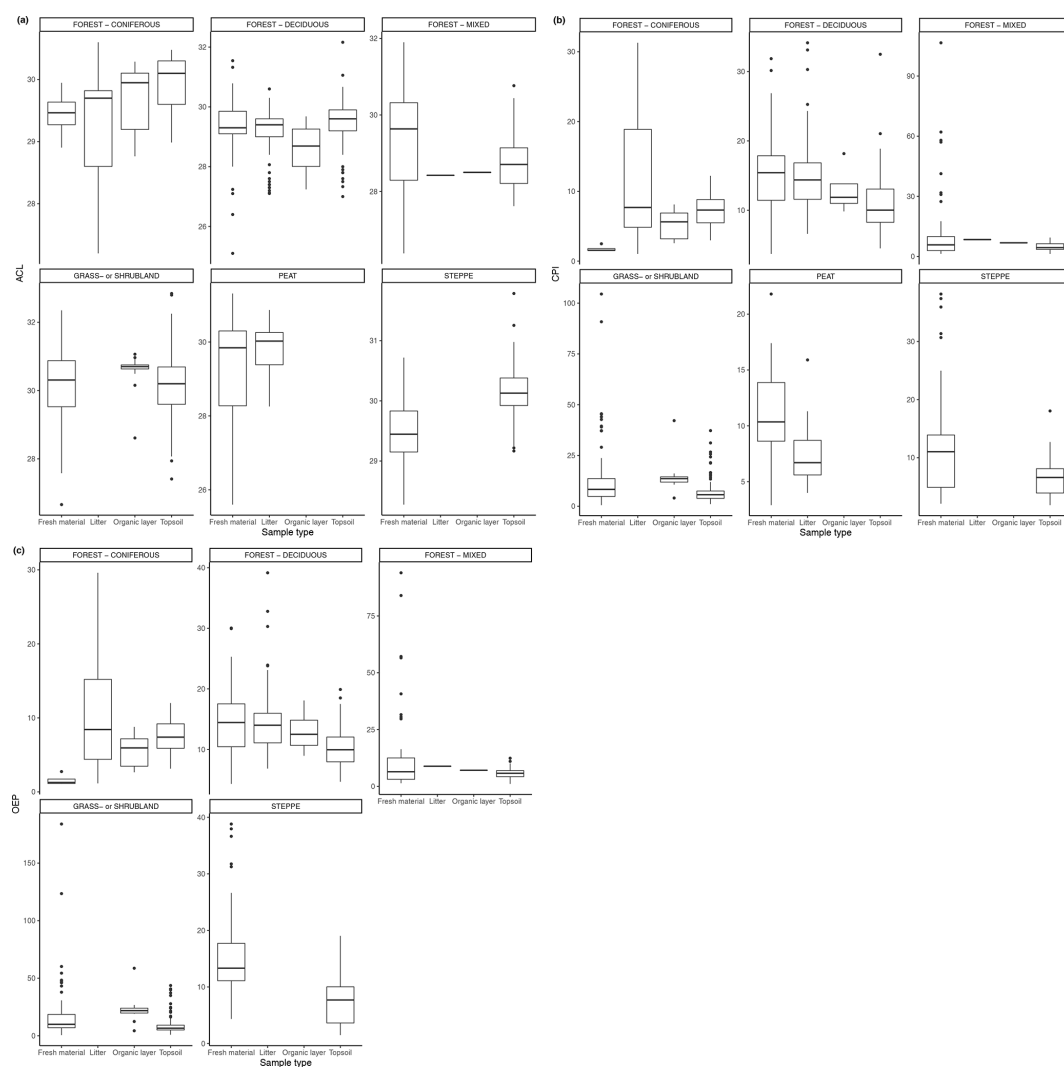 (a)
FOREST − CONIFEROUS
FOREST − DECIDUOUS
FOREST − MIXED
30
29
28
32
30
28
26
32
30
28
ACL
GRASS− or SHRUBLAND
PEAT
STEPPE
32
30
28
30
28
26
31
30
29
Fresh material Litter Organic layer Topsoil
Fresh material Litter Organic layer Topsoil
Fresh material Litter Organic layer Topsoil
Sample type
(b)
FOREST − CONIFEROUS
FOREST − DECIDUOUS
FOREST − MIXED
30
20
10
0
30
20
10
90
60
30
0
CPI
GRASS− or SHRUBLAND
PEAT
STEPPE
100
75
50
25
0
20
15
10
5
30
20
10
Fresh material Litter Organic layer Topsoil
Fresh material Litter Organic layer Topsoil
Fresh material Litter Organic layer Topsoil
Sample type
(c)
FOREST − CONIFEROUS
FOREST − DECIDUOUS
FOREST − MIXED
30
20
10
0
40
30
20
10
75
50
25
0
Fresh material Litter Organic layer Topsoil
OEP
GRASS− or SHRUBLAND
STEPPE
150
100
50
0
40
30
20
10
0
Fresh material Litter Organic layer Topsoil
Fresh material Litter Organic layer Topsoil
Sample type